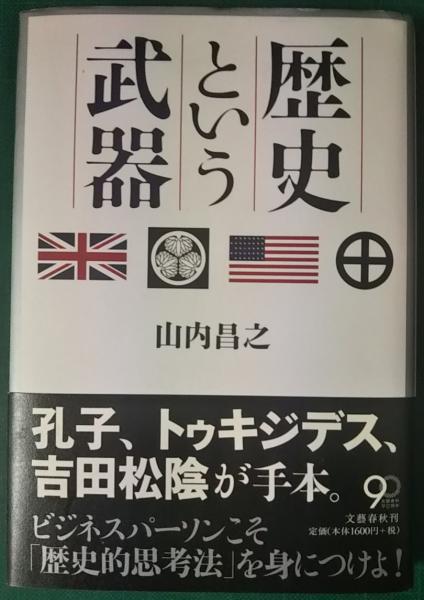 歴史
という
武器
山内昌之
孔子、トゥキジデス、
吉田松陰が手本。
90
文藝春秋刊
定価(本体1600円+税)
ビジネスパーソンこそ
「歴史的思考法」を身につけよ!